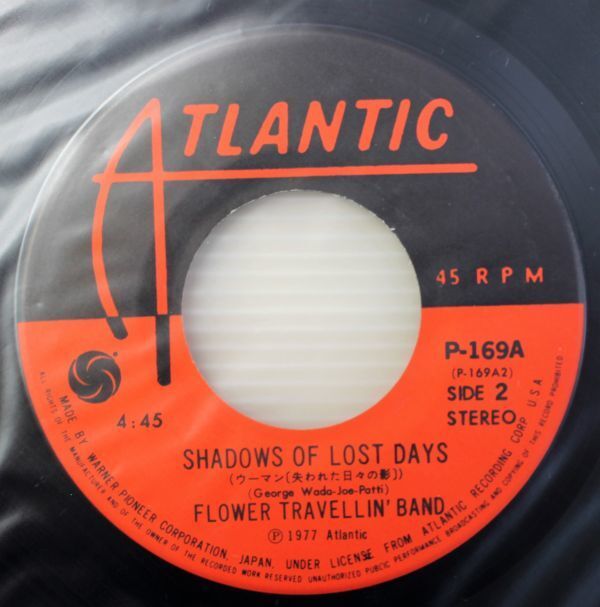 ATLANTIC
45 RPM
P-169A
(P-169A2)
SIDE 2
STEREO
4:45
SHADOWS OF LOST DAYS
(ウーマン〔失われた日々の影〕)
(George Wada-Joe-Patti)
FLOWER TRAVELLIN' BAND
Ⓟ 1977 Atlantic
MADE BY WARNER PIONEER CORPORATION, JAPAN, UNDER LICENSE FROM ATLANTIC RECORDING CORP. U.S.A.
ALL RIGHTS OF THE MANUFACTURER AND OF THE OWNER OF THE RECORDED WORK RESERVED UNAUTHORIZED PUBLIC PERFORMANCE BROADCASTING AND COPYING OF THIS RECORD PROHIBITED